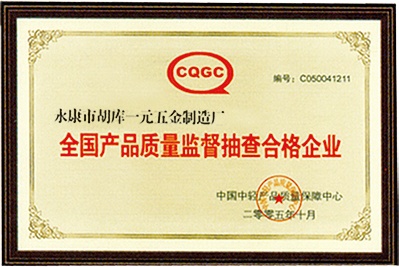 CQGC
编号：C050041211
永康市胡库一元五金制造厂
全国产品质量监督抽查合格企业
中国中轻产品质量保障中心
二零零五年十月